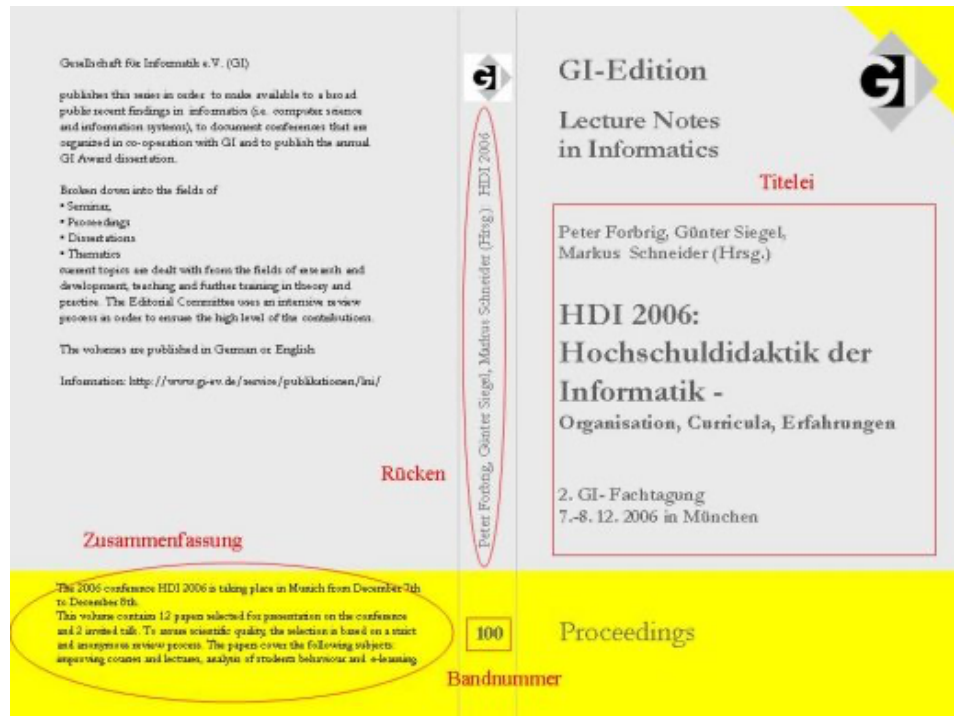 Gesellschaft für Informatik e.V. (GI)
publishes this series in order to make available to a broad
public recent findings in informatics (i.e. computer science
and information systems), to document conferences that are
organized in co-operation with GI and to publish the annual
GI Award dissertation.
Broken down into the fields of
• Seminar,
• Proceedings
• Dissertations
• Thematics
current topics are dealt with from the fields of research and
development, teaching and further training in theory and
practice. The Editorial Committee uses an intensive review
process in order to ensure the high level of the contributions.
The volumes are published in German or English
Information: http://www.gi-ev.de/service/publikationen/lni/
Rücken
Zusammenfassung
The 2006 conference HDI 2006 is taking place in Munich from December 7th
to December 8th.
This volume contains 12 papers selected for presentation on the conference
and 2 invited talk. To assure scientific quality, the selection is based on a strict
and anonymous review process. The papers cover the following subjects:
improving courses and lectures, analysis of students behaviour and e-learning
GI
Peter Forbrig, Günter Siegel, Markus Schneider (Hrsg.) HDI 2006
100
Bandnummer
GI-Edition
GI
Lecture Notes
in Informatics
Titelei
Peter Forbrig, Günter Siegel,
Markus Schneider (Hrsg.)
HDI 2006:
Hochschuldidaktik der
Informatik -
Organisation, Curricula, Erfahrungen
2. GI- Fachtagung
7.-8. 12. 2006 in München
Proceedings